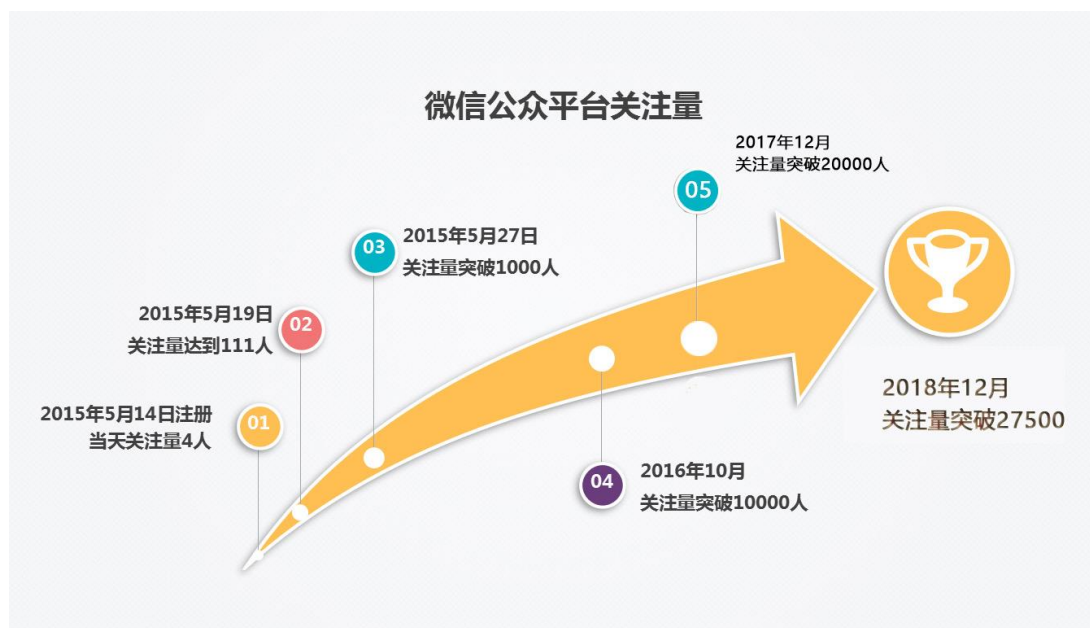 微信公众平台关注量
01
2015年5月14日注册
当天关注量4人
02
2015年5月19日
关注量达到111人
03
2015年5月27日
关注量突破1000人
04
2016年10月
关注量突破10000人
05
2017年12月
关注量突破20000人
2018年12月
关注量突破27500